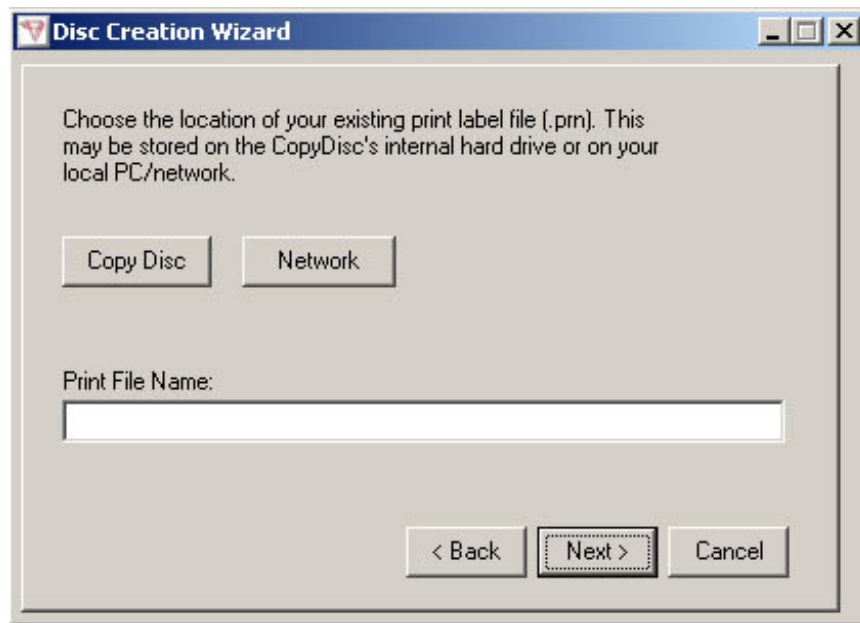 Disc Creation Wizard
Choose the location of your existing print label file (.prn). This
may be stored on the CopyDisc's internal hard drive or on your
local PC/network.
Copy Disc Network
Print File Name:
< Back Next > Cancel